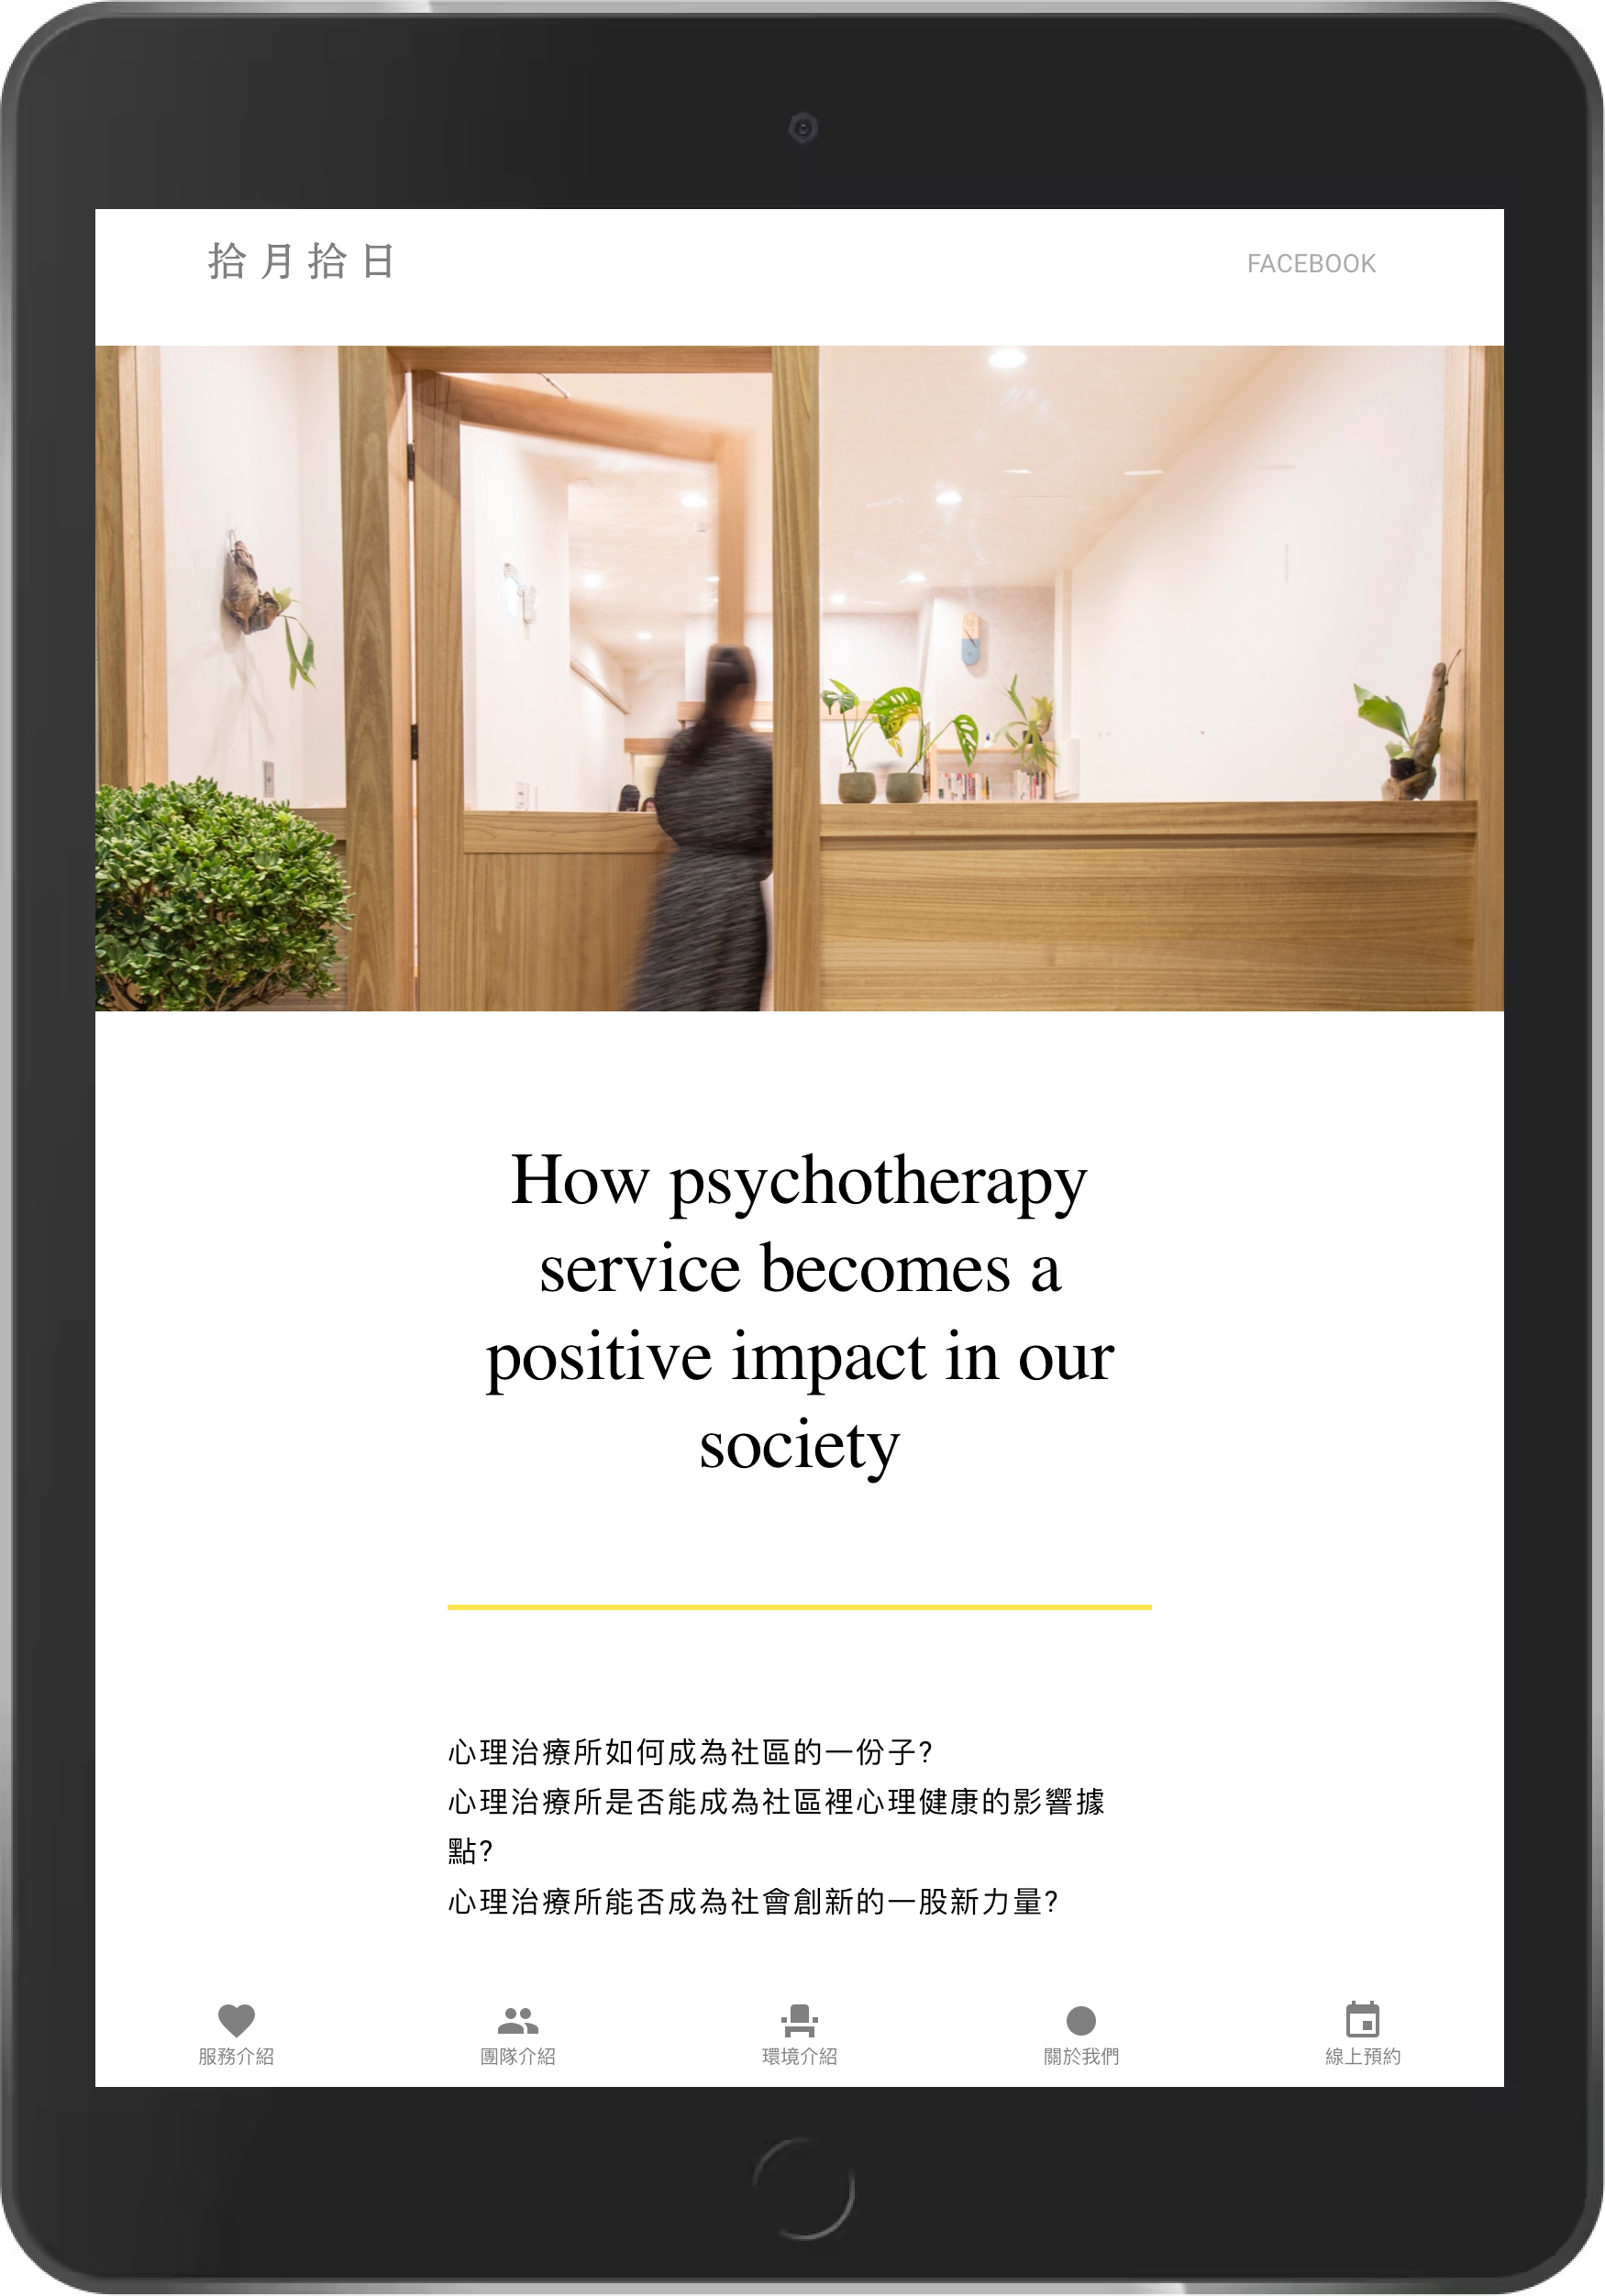 拾月拾日
FACEBOOK
How psychotherapy
service becomes a
positive impact in our
society
心理治療所如何成為社區的一份子?
心理治療所是否能成為社區裡心理健康的影響據
點?
心理治療所能否成為社會創新的一股新力量?
服務介紹
團隊介紹
環境介紹
關於我們
線上預約